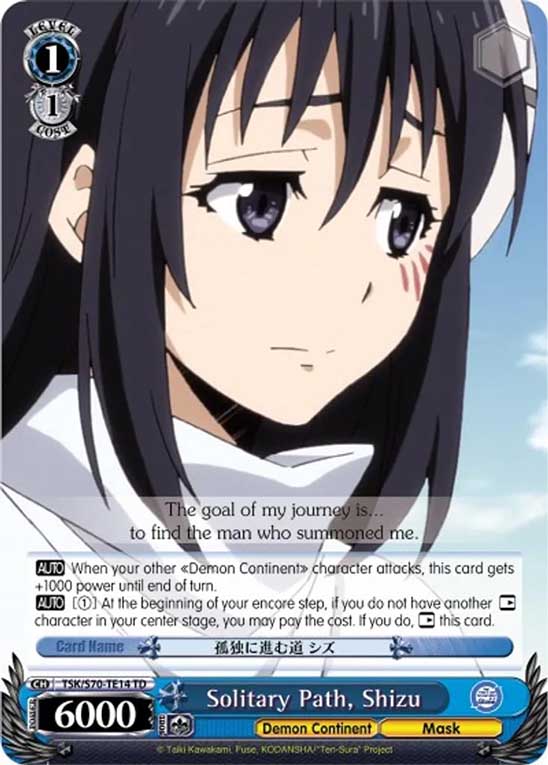 LEVEL
1
1
COST
The goal of my journey is...
to find the man who summoned me.
AUTO When your other «Demon Continent» character attacks, this card gets
+1000 power until end of turn.
AUTO [①] At the beginning of your encore step, if you do not have another
character in your center stage, you may pay the cost. If you do, this card.
Card Name 孤独に進む道 シズ
CH TSK/S70-TE14 TD
Solitary Path, Shizu
POWER 6000 SOUL
Demon Continent Mask
© Taiki Kawakami, Fuse, KODANSHA/“Ten-Sura” Project